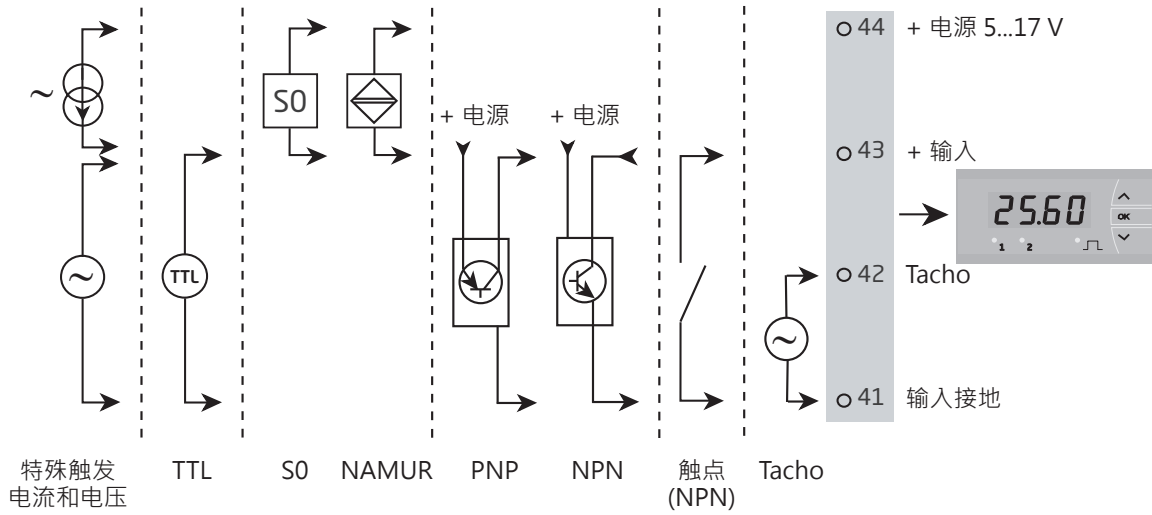 44 + 电源 5...17 V
S0
+ 电源 + 电源
43 + 输入
25.60
OK
1 2
TTL
42 Tacho
41 输入接地
特殊触发
电流和电压
TTL
S0
NAMUR
PNP
NPN
触点
(NPN)
Tacho